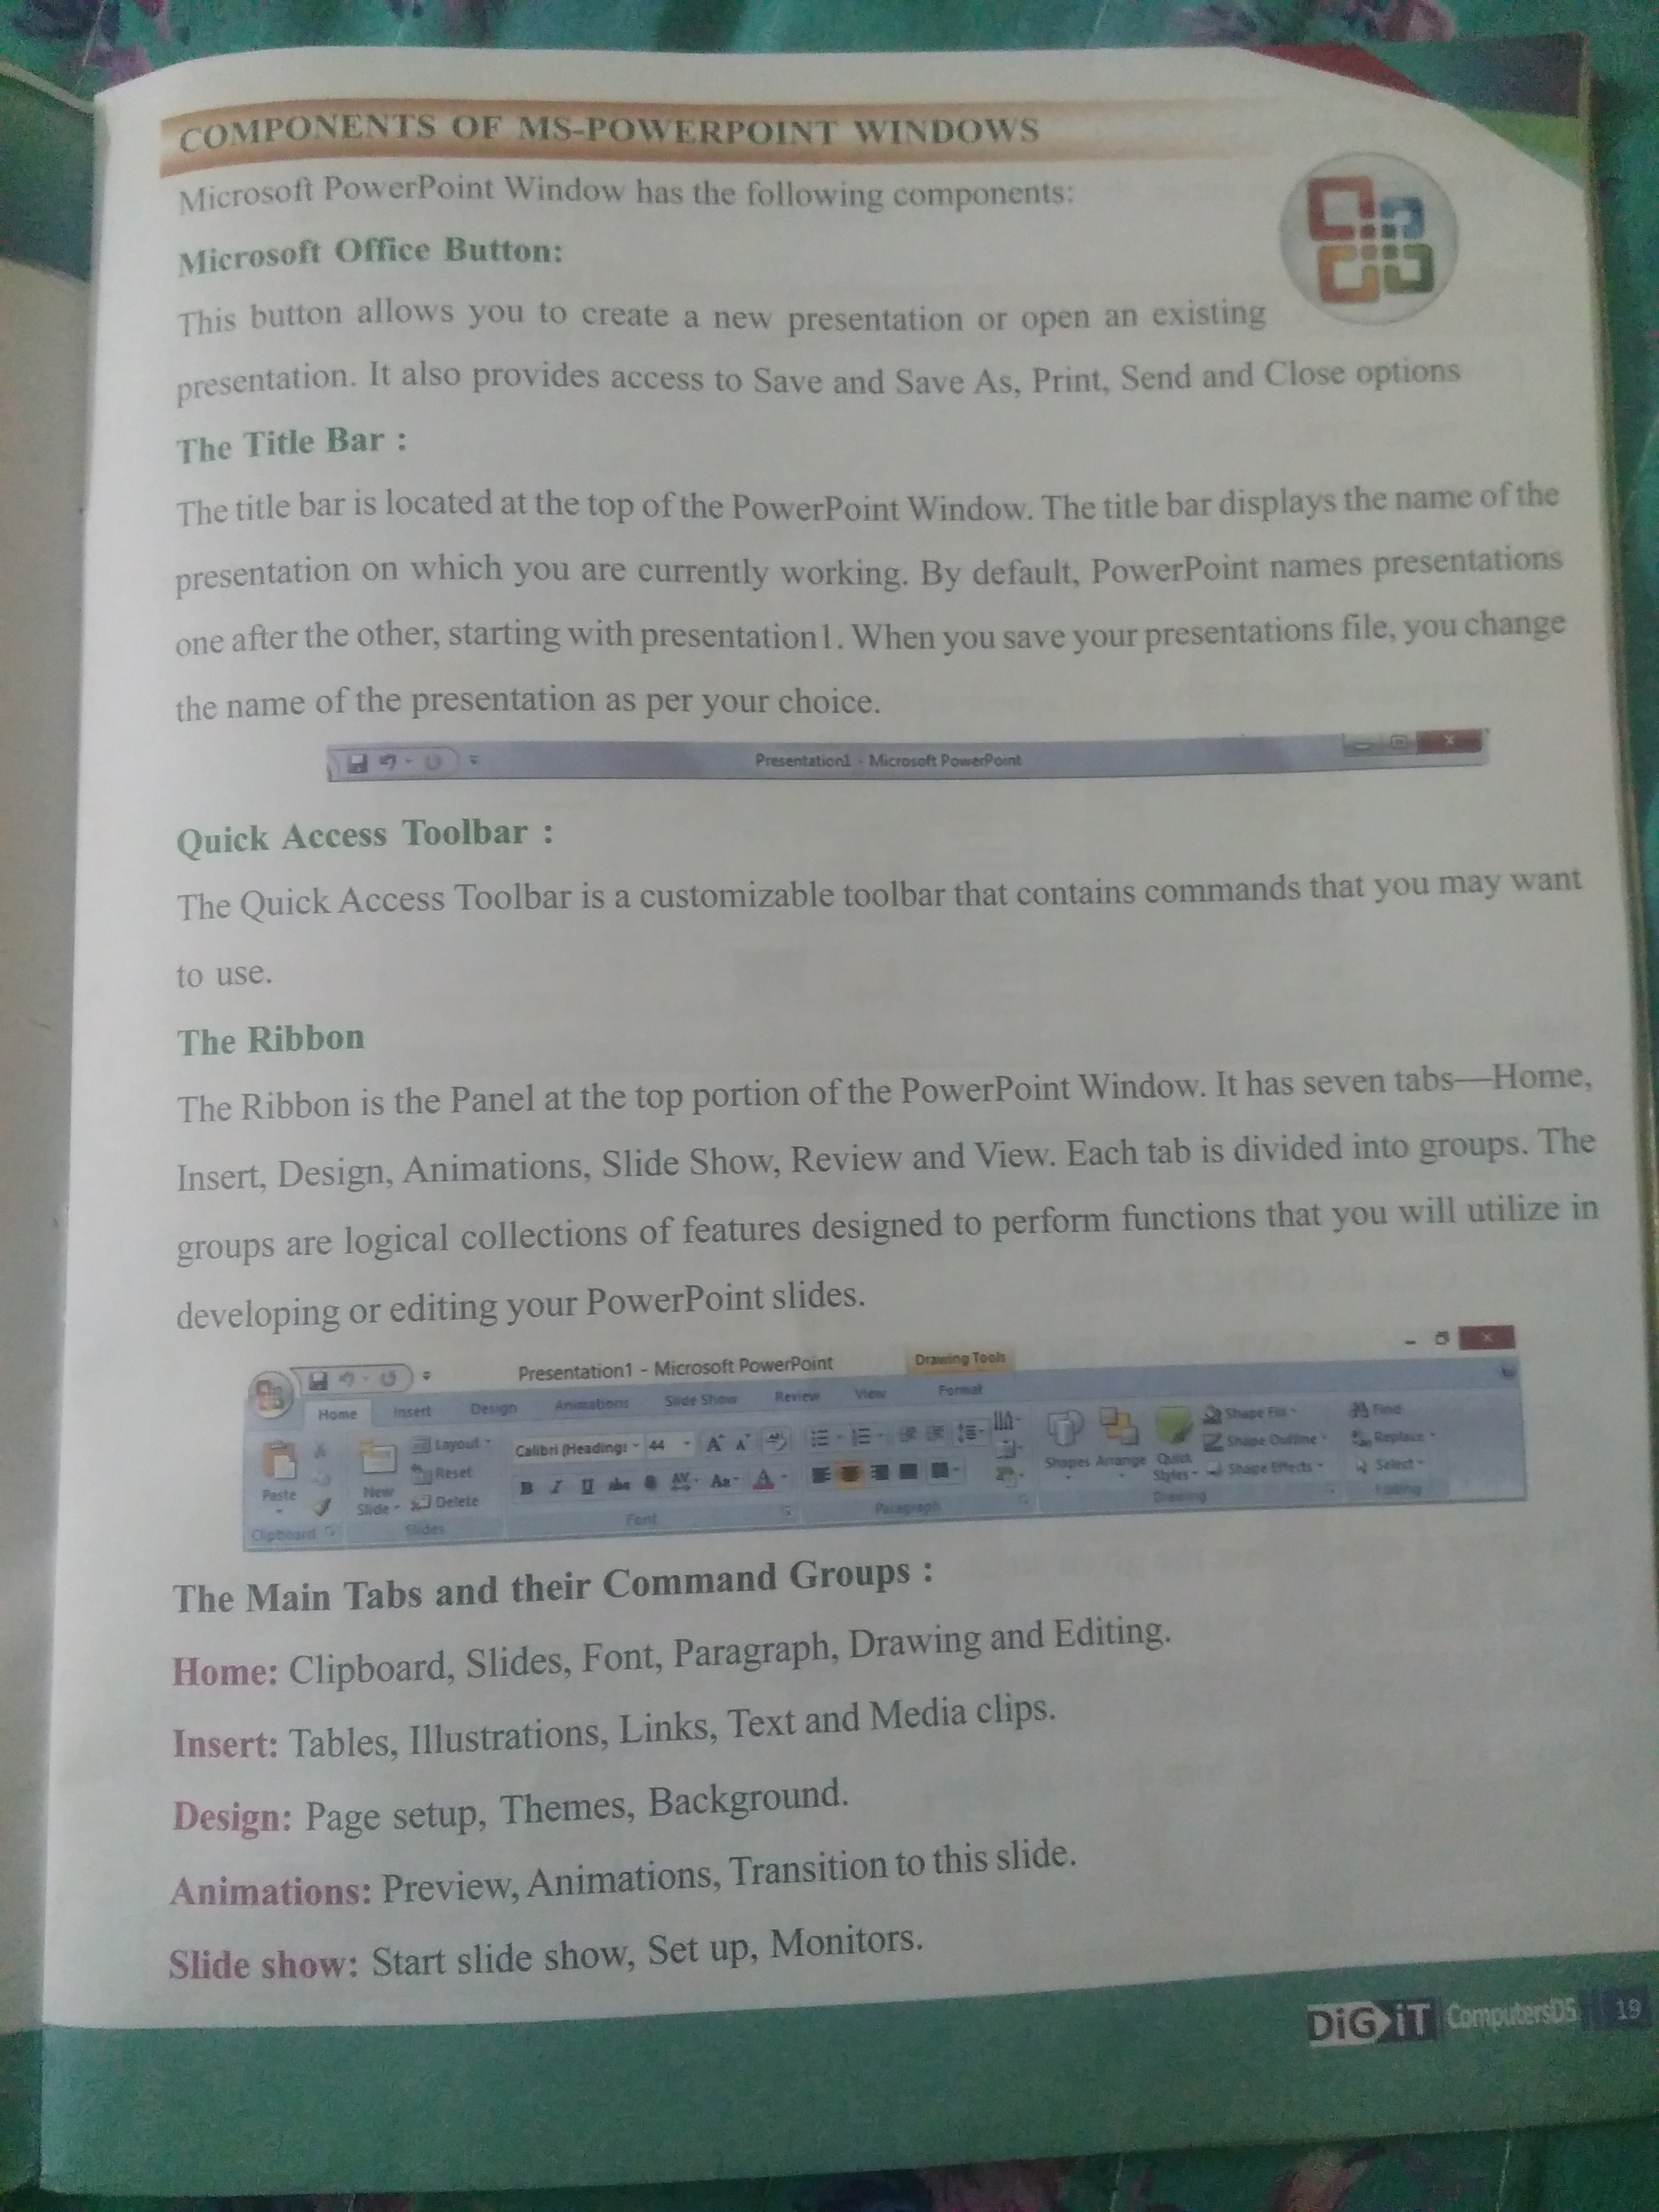 COMPONENTS OF MS-POWERPOINT WINDOWS
Microsoft PowerPoint Window has the following components:
Microsoft Office Button:
This button allows you to create a new presentation or open an existing
presentation. It also provides access to Save and Save As, Print, Send and Close options
The Title Bar :
The title bar is located at the top of the PowerPoint Window. The title bar displays the name of the
presentation on which you are currently working. By default, PowerPoint names presentations
one after the other, starting with presentation1. When you save your presentations file, you change
the name of the presentation as per your choice.
Presentation1 - Microsoft PowerPoint
Quick Access Toolbar :
The Quick Access Toolbar is a customizable toolbar that contains commands that you may want
to use.
The Ribbon
The Ribbon is the Panel at the top portion of the PowerPoint Window. It has seven tabs—Home,
Insert, Design, Animations, Slide Show, Review and View. Each tab is divided into groups. The
groups are logical collections of features designed to perform functions that you will utilize in
developing or editing your PowerPoint slides.
Presentation1 - Microsoft PowerPoint Drawing Tools
Home Insert Design Animations Slide Show Review View Format
Layout Calibri (Headings 44 A A Shape Fill Find
Reset Shape Outline Replace
Paste New Slide Delete B I U abc S AV Aa A Shapes Arrange Quick Styles Shape Effects Select
Clipboard Slides Font Paragraph Drawing Editing
The Main Tabs and their Command Groups :
Home: Clipboard, Slides, Font, Paragraph, Drawing and Editing.
Insert: Tables, Illustrations, Links, Text and Media clips.
Design: Page setup, Themes, Background.
Animations: Preview, Animations, Transition to this slide.
Slide show: Start slide show, Set up, Monitors.
DiGiT ComputersDS 19